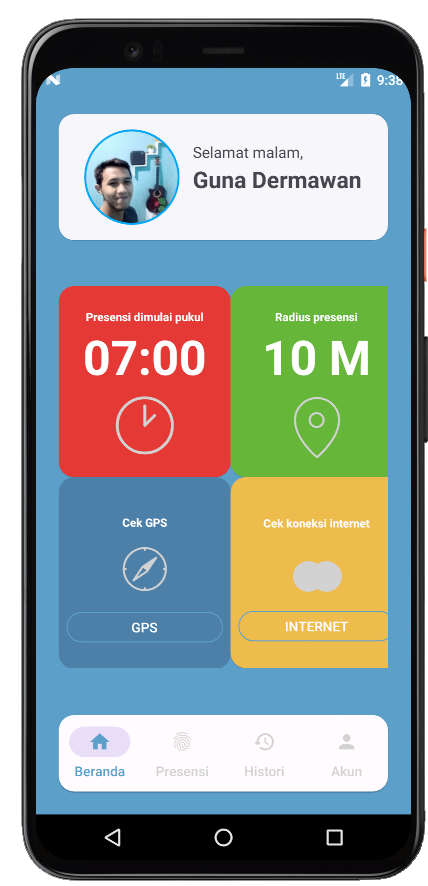 LTE 9:38
Selamat malam,
Guna Dermawan
Presensi dimulai pukul
07:00
Radius presensi
10 M
Cek GPS
GPS
Cek koneksi internet
INTERNET
Beranda
Presensi
Histori
Akun